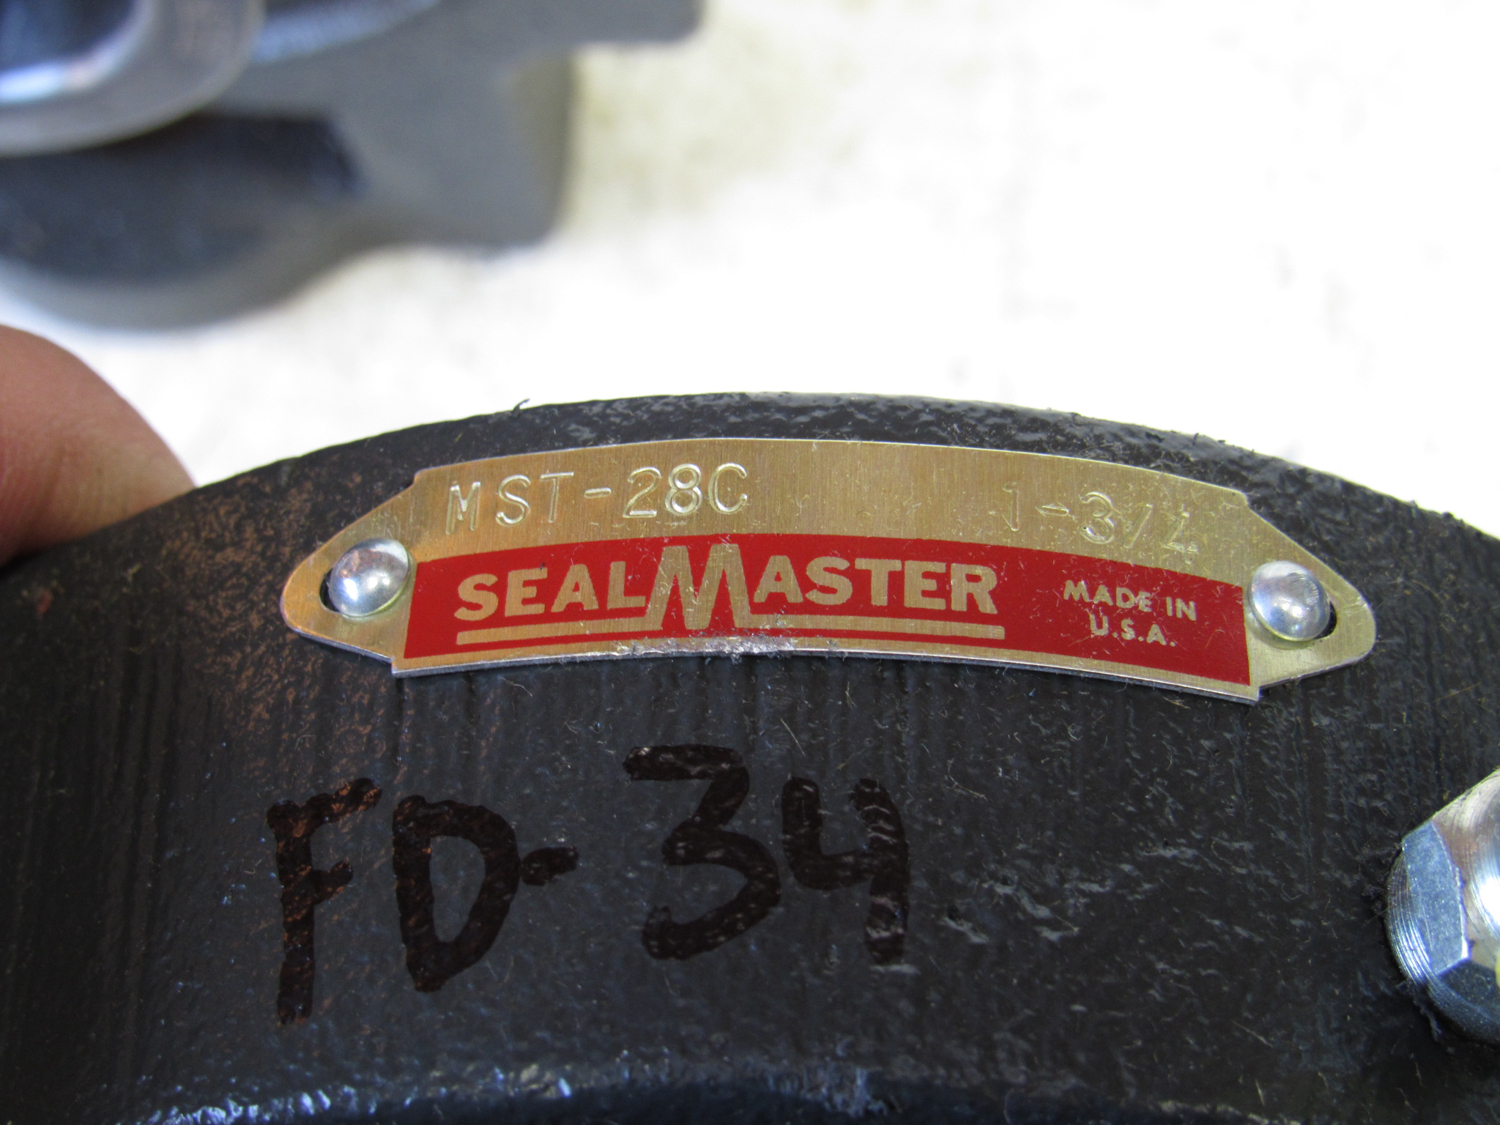 MST-28C 1-3/4
SEALMASTER
MADE IN
U.S.A.
FD-34